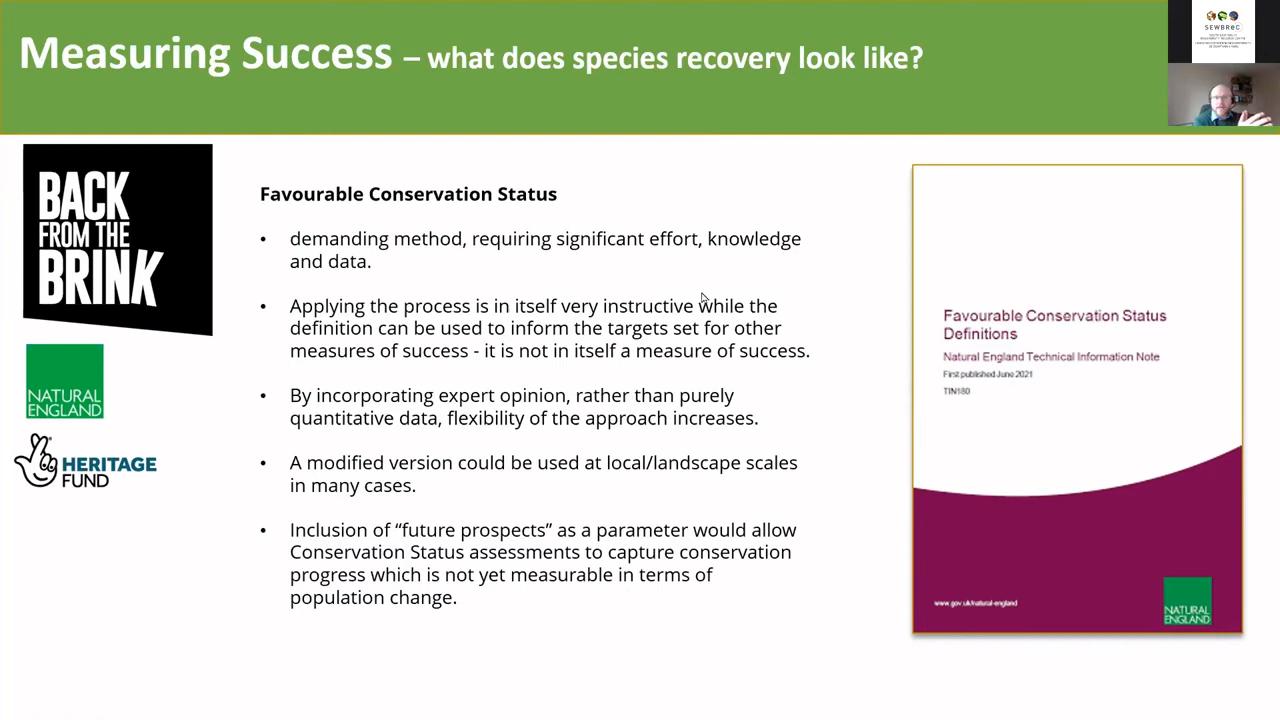 Measuring Success – what does species recovery look like?
SEWBReC
BACK
FROM THE
BRINK
NATURAL
ENGLAND
HERITAGE
FUND
Favourable Conservation Status
• demanding method, requiring significant effort, knowledge
and data.
• Applying the process is in itself very instructive while the
definition can be used to inform the targets set for other
measures of success - it is not in itself a measure of success.
• By incorporating expert opinion, rather than purely
quantitative data, flexibility of the approach increases.
• A modified version could be used at local/landscape scales
in many cases.
• Inclusion of “future prospects” as a parameter would allow
Conservation Status assessments to capture conservation
progress which is not yet measurable in terms of
population change.
Favourable Conservation Status
Definitions
Natural England Technical Information Note
First published June 2021
TIN180
www.gov.uk/natural-england
NATURAL
ENGLAND